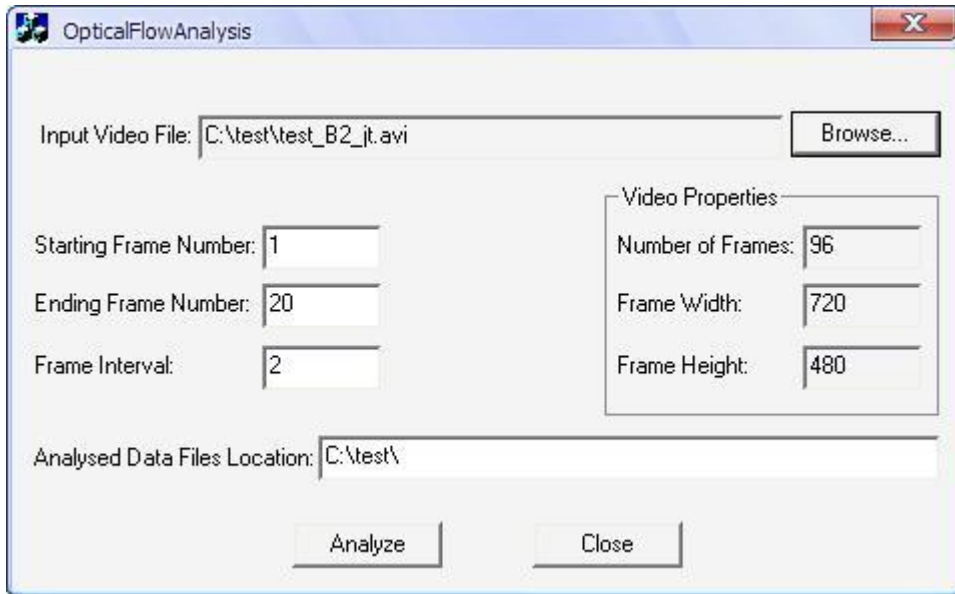 OpticalFlowAnalysis
Input Video File: C:\test\test_B2_jt.avi Browse...
Video Properties
Starting Frame Number: 1 Number of Frames: 96
Ending Frame Number: 20 Frame Width: 720
Frame Interval: 2 Frame Height: 480
Analysed Data Files Location: C:\test\
Analyze Close